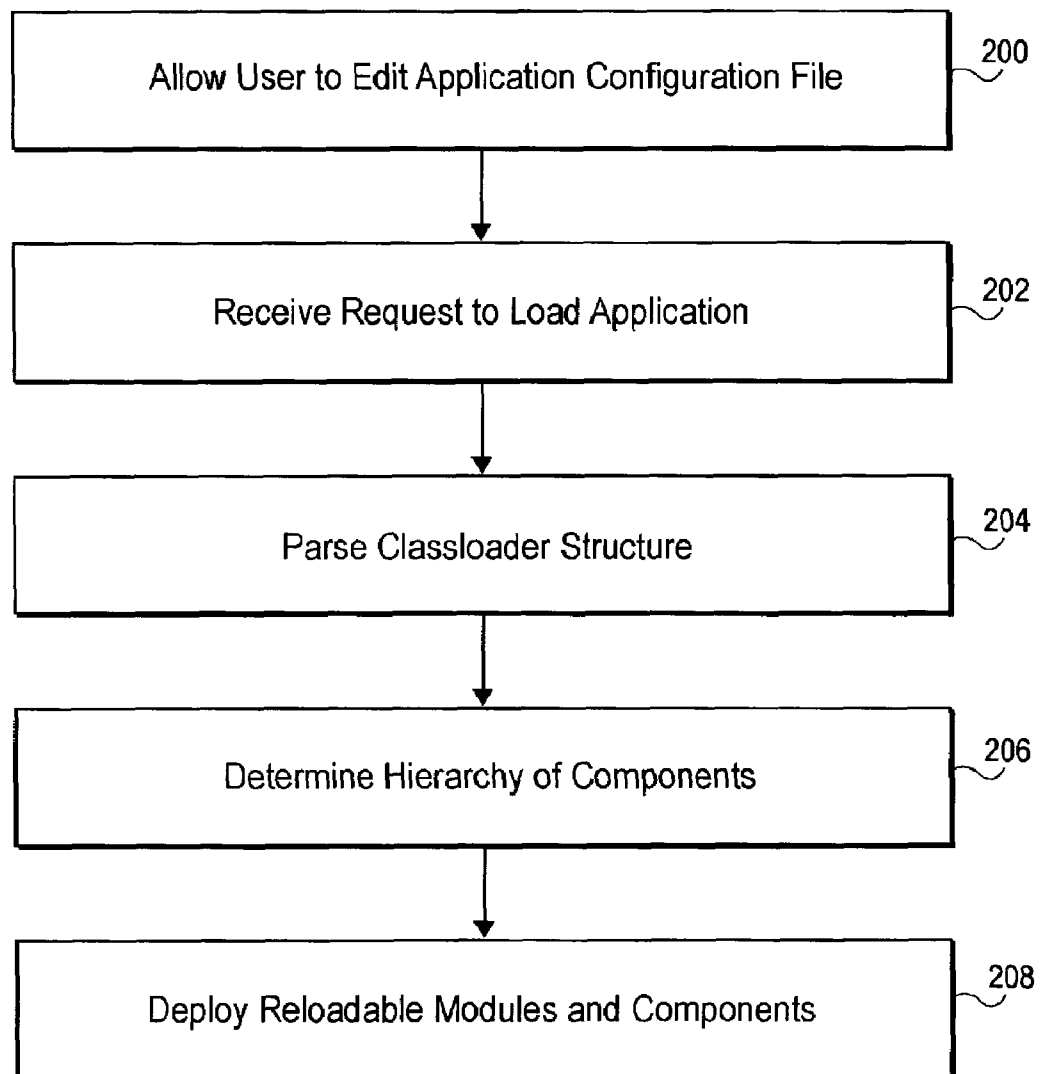 Allow User to Edit Application Configuration File
200
Receive Request to Load Application
202
Parse Classloader Structure
204
Determine Hierarchy of Components
206
Deploy Reloadable Modules and Components
208